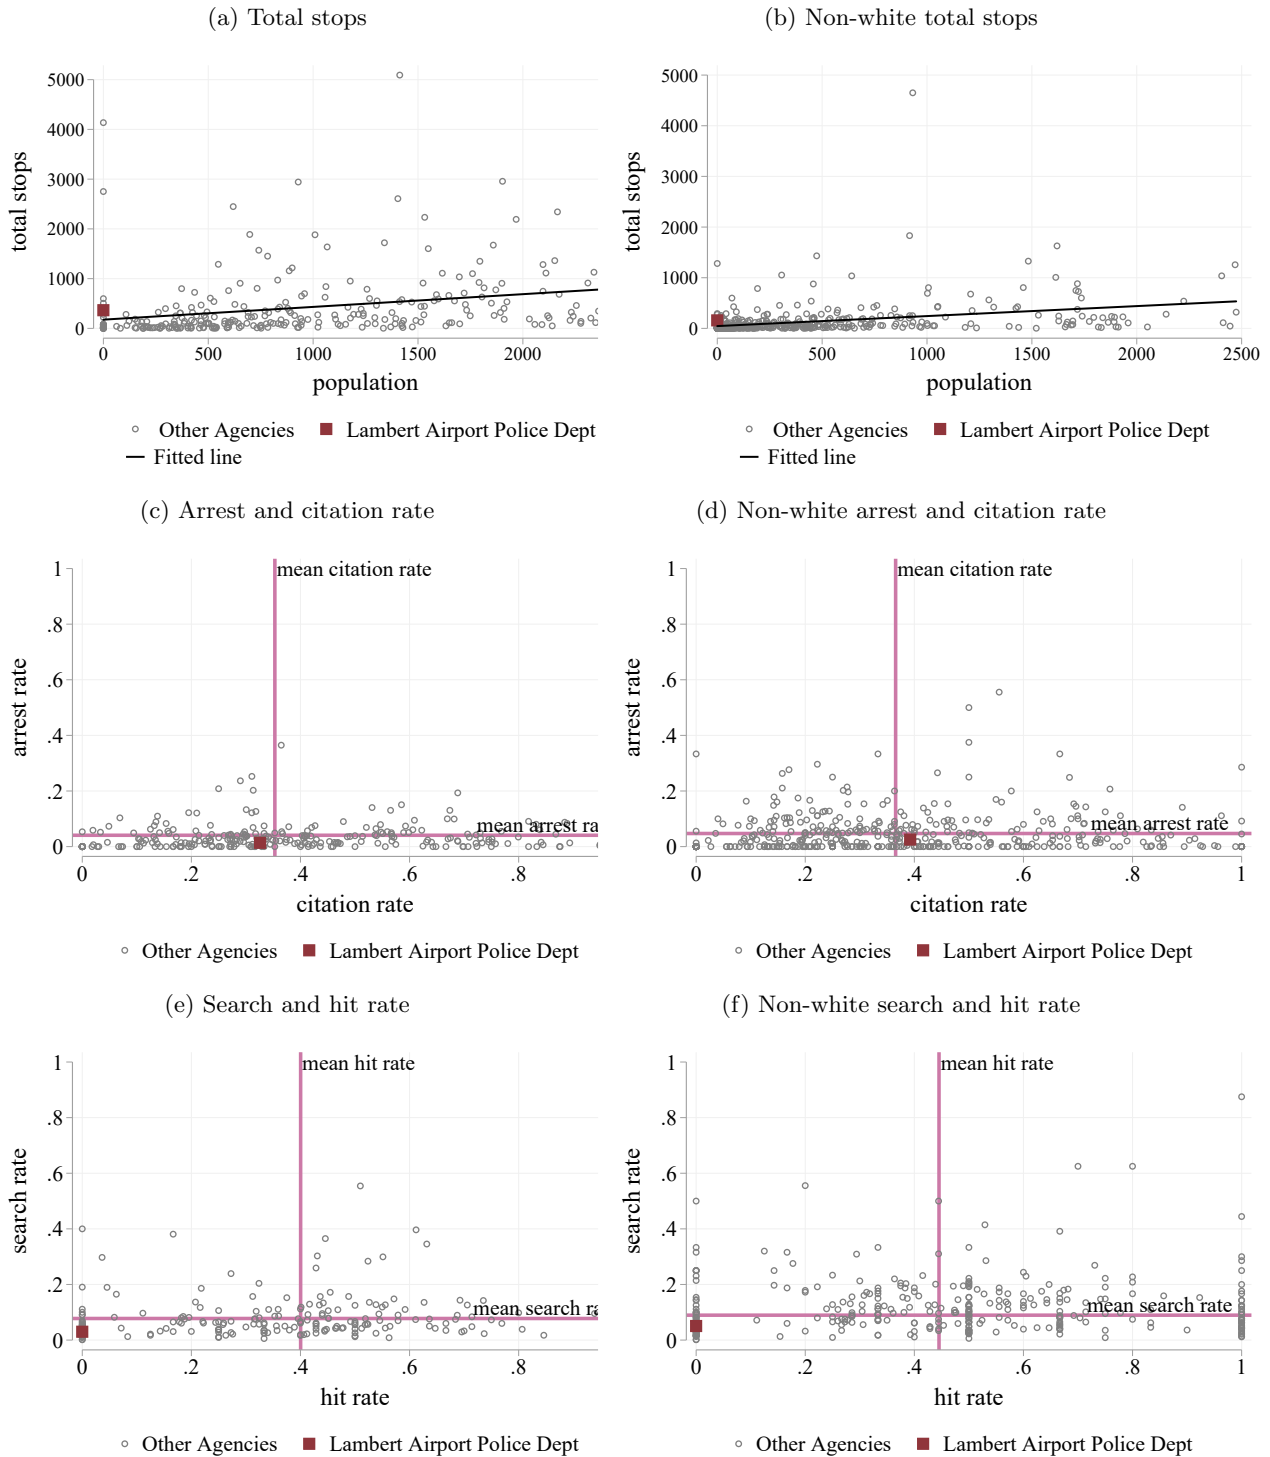 (a) Total stops
total stops
5000
4000
3000
2000
1000
0
0 500 1000 1500 2000
population
Other Agencies Lambert Airport Police Dept
Fitted line
(b) Non-white total stops
total stops
5000
4000
3000
2000
1000
0
0 500 1000 1500 2000 2500
population
Other Agencies Lambert Airport Police Dept
Fitted line
(c) Arrest and citation rate
mean citation rate
arrest rate
1
.8
.6
.4
.2
0
mean arrest ra
0 .2 .4 .6 .8
citation rate
Other Agencies Lambert Airport Police Dept
(d) Non-white arrest and citation rate
mean citation rate
arrest rate
1
.8
.6
.4
.2
0
mean arrest rate
0 .2 .4 .6 .8 1
citation rate
Other Agencies Lambert Airport Police Dept
(e) Search and hit rate
mean hit rate
search rate
1
.8
.6
.4
.2
0
mean search ra
0 .2 .4 .6 .8
hit rate
Other Agencies Lambert Airport Police Dept
(f) Non-white search and hit rate
mean hit rate
search rate
1
.8
.6
.4
.2
0
mean search rate
0 .2 .4 .6 .8 1
hit rate
Other Agencies Lambert Airport Police Dept